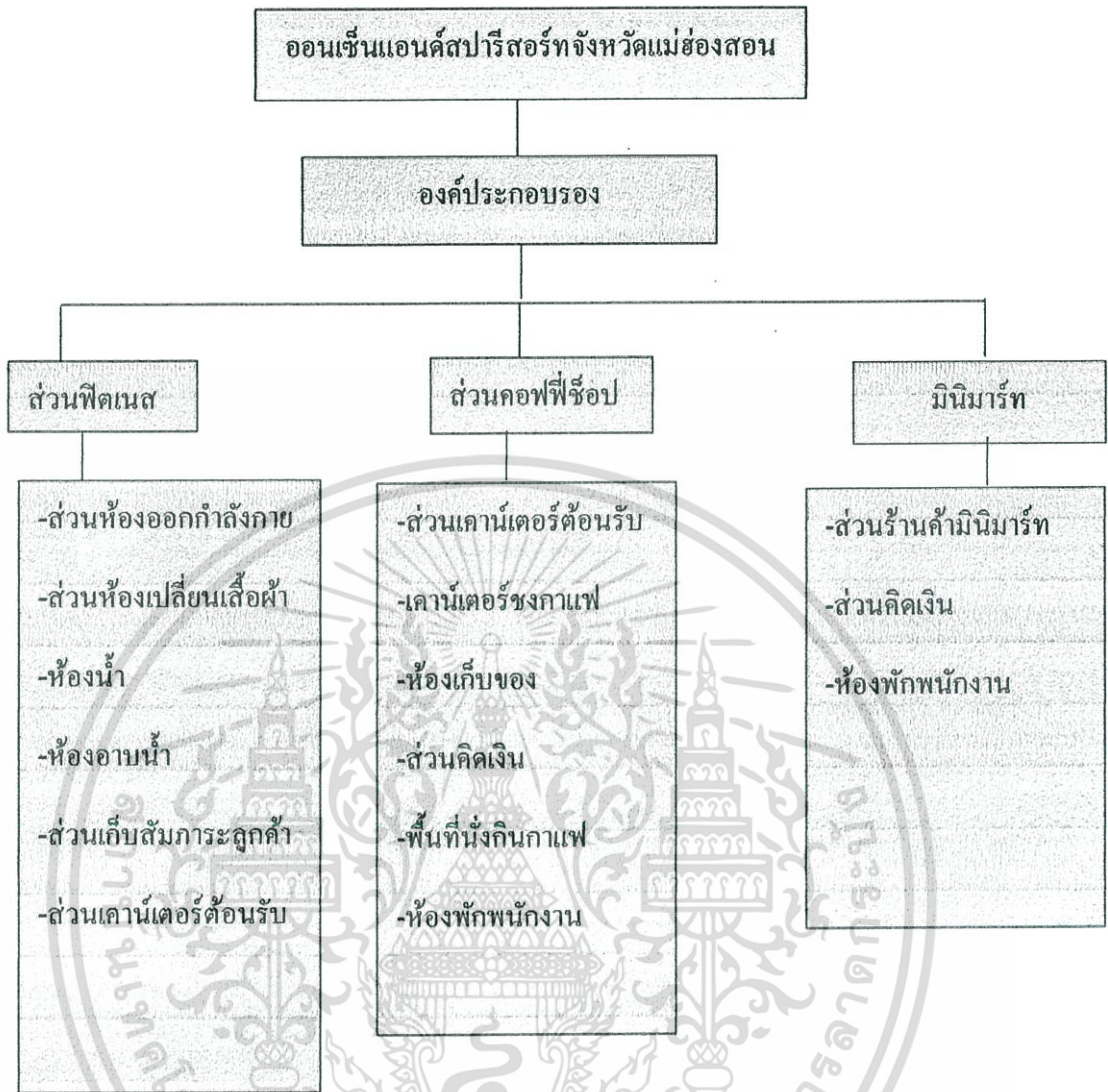 ออนเซ็นแอนด์สปารีสอร์ทจังหวัดแม่ฮ่องสอน
องค์ประกอบรอง
ส่วนฟิตเนส
-ส่วนห้องออกกำลังกาย
-ส่วนห้องเปลี่ยนเสื้อผ้า
-ห้องน้ำ
-ห้องอาบน้ำ
-ส่วนเก็บสัมภาระลูกค้า
-ส่วนเคาน์เตอร์ต้อนรับ
ส่วนคอฟฟี่ช็อป
-ส่วนเคาน์เตอร์ต้อนรับ
-เคาน์เตอร์ชงกาแฟ
-ห้องเก็บของ
-ส่วนคิดเงิน
-พื้นที่นั่งกินกาแฟ
-ห้องพักพนักงาน
มินิมาร์ท
-ส่วนร้านค้ามินิมาร์ท
-ส่วนคิดเงิน
-ห้องพักพนักงาน